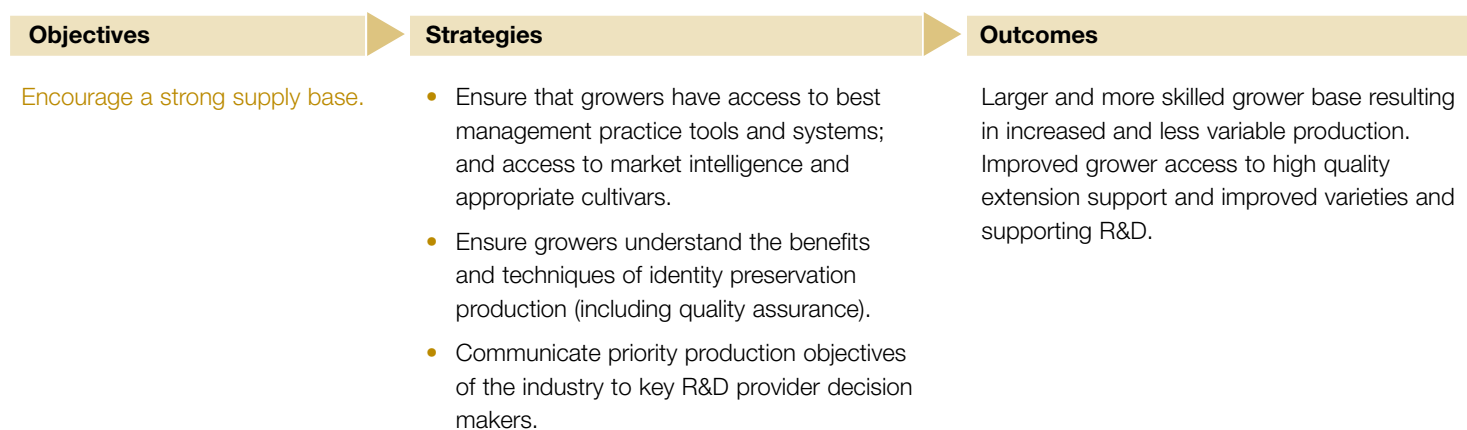 Objectives
Strategies
Outcomes
Encourage a strong supply base.
• Ensure that growers have access to best
management practice tools and systems;
and access to market intelligence and
appropriate cultivars.
• Ensure growers understand the benefits
and techniques of identity preservation
production (including quality assurance).
• Communicate priority production objectives
of the industry to key R&D provider decision
makers.
Larger and more skilled grower base resulting
in increased and less variable production.
Improved grower access to high quality
extension support and improved varieties and
supporting R&D.